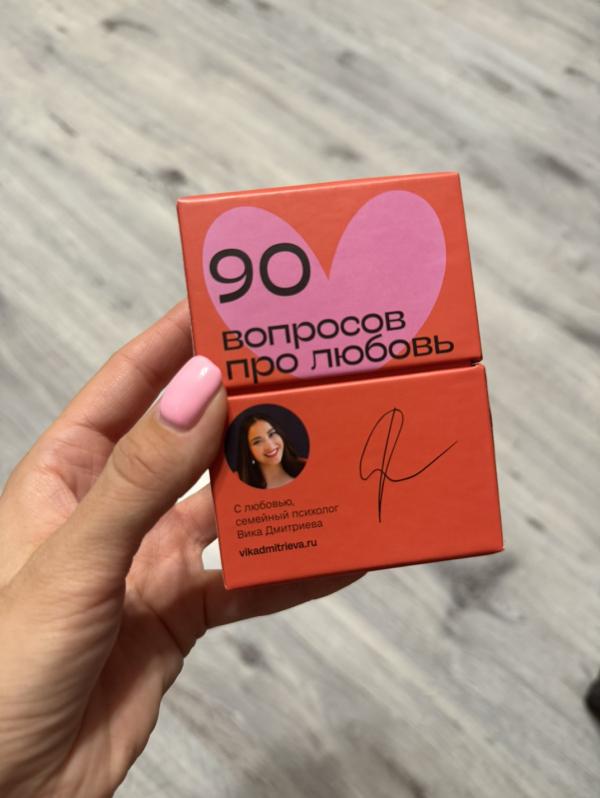 90
вопросов
про любовь
С любовью,
семейный психолог
Вика Дмитриева
vikadmitrieva.ru